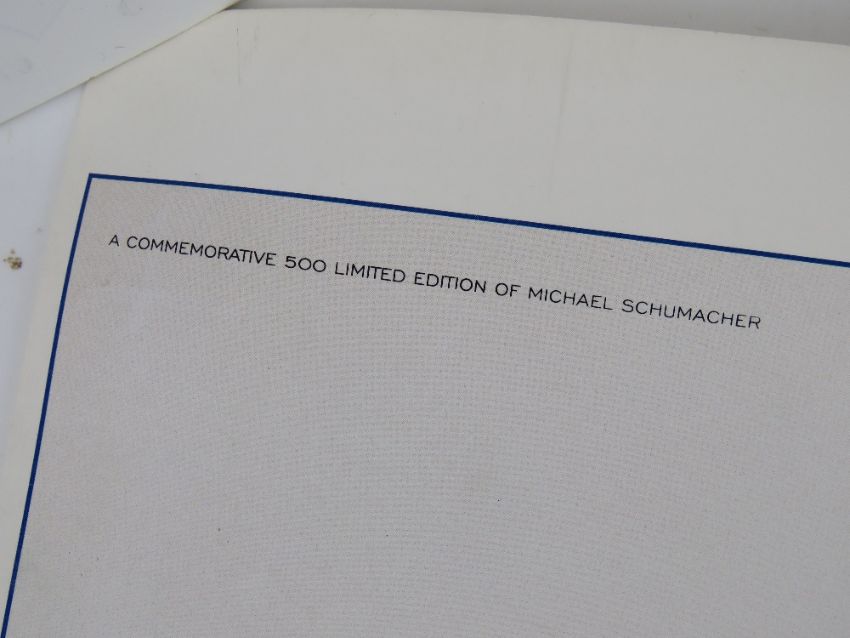 A COMMEMORATIVE 500 LIMITED EDITION OF MICHAEL SCHUMACHER